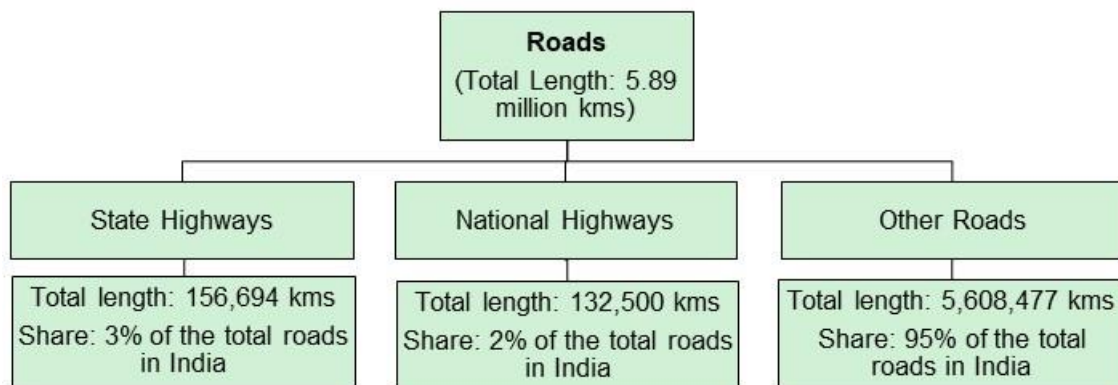 Roads
(Total Length: 5.89
million kms)
State Highways
National Highways
Other Roads
Total length: 156,694 kms
Share: 3% of the total roads
in India
Total length: 132,500 kms
Share: 2% of the total roads
in India
Total length: 5,608,477 kms
Share: 95% of the total
roads in India